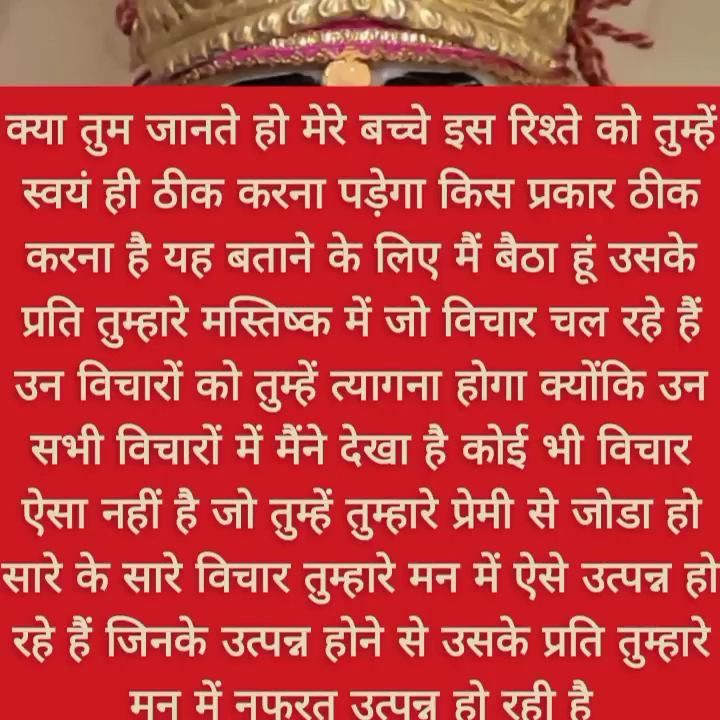 क्या तुम जानते हो मेरे बच्चे इस रिश्ते को तुम्हें
स्वयं ही ठीक करना पड़ेगा किस प्रकार ठीक
करना है यह बताने के लिए मैं बैठा हूं उसके
प्रति तुम्हारे मस्तिष्क में जो विचार चल रहे हैं
उन विचारों को तुम्हें त्यागना होगा क्योंकि उन
सभी विचारों में मैंने देखा है कोई भी विचार
ऐसा नहीं है जो तुम्हें तुम्हारे प्रेमी से जोडा हो
सारे के सारे विचार तुम्हारे मन में ऐसे उत्पन्न हो
रहे हैं जिनके उत्पन्न होने से उसके प्रति तुम्हारे
मन में नफरत उत्पन्न हो रही है